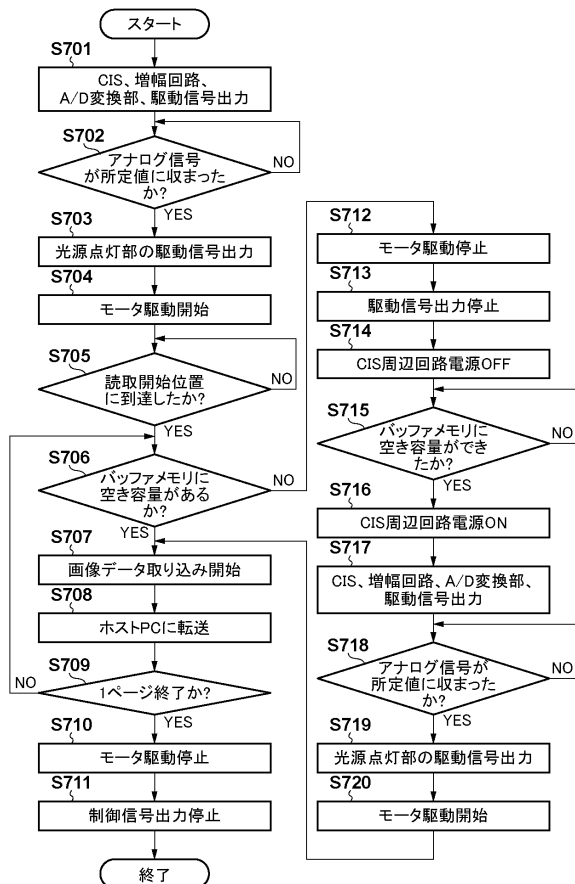 スタート
S701
CIS、増幅回路、
A/D変換部、駆動信号出力
S702
アナログ信号
が所定値に収まった
か?
NO
YES
S703
光源点灯部の駆動信号出力
S704
モータ駆動開始
S705
読取開始位置
に到達したか?
NO
YES
S706
バッファメモリに
空き容量がある
か?
NO
YES
S707
画像データ取り込み開始
S708
ホストPCに転送
S709
NO
1ページ終了か?
YES
S710
モータ駆動停止
S711
制御信号出力停止
終了
S712
モータ駆動停止
S713
駆動信号出力停止
S714
CIS周辺回路電源OFF
S715
バッファメモリに
空き容量ができ
たか?
NO
YES
S716
CIS周辺回路電源ON
S717
CIS、増幅回路、A/D変換部、
駆動信号出力
S718
アナログ信号が
所定値に収まった
か?
NO
YES
S719
光源点灯部の駆動信号出力
S720
モータ駆動開始